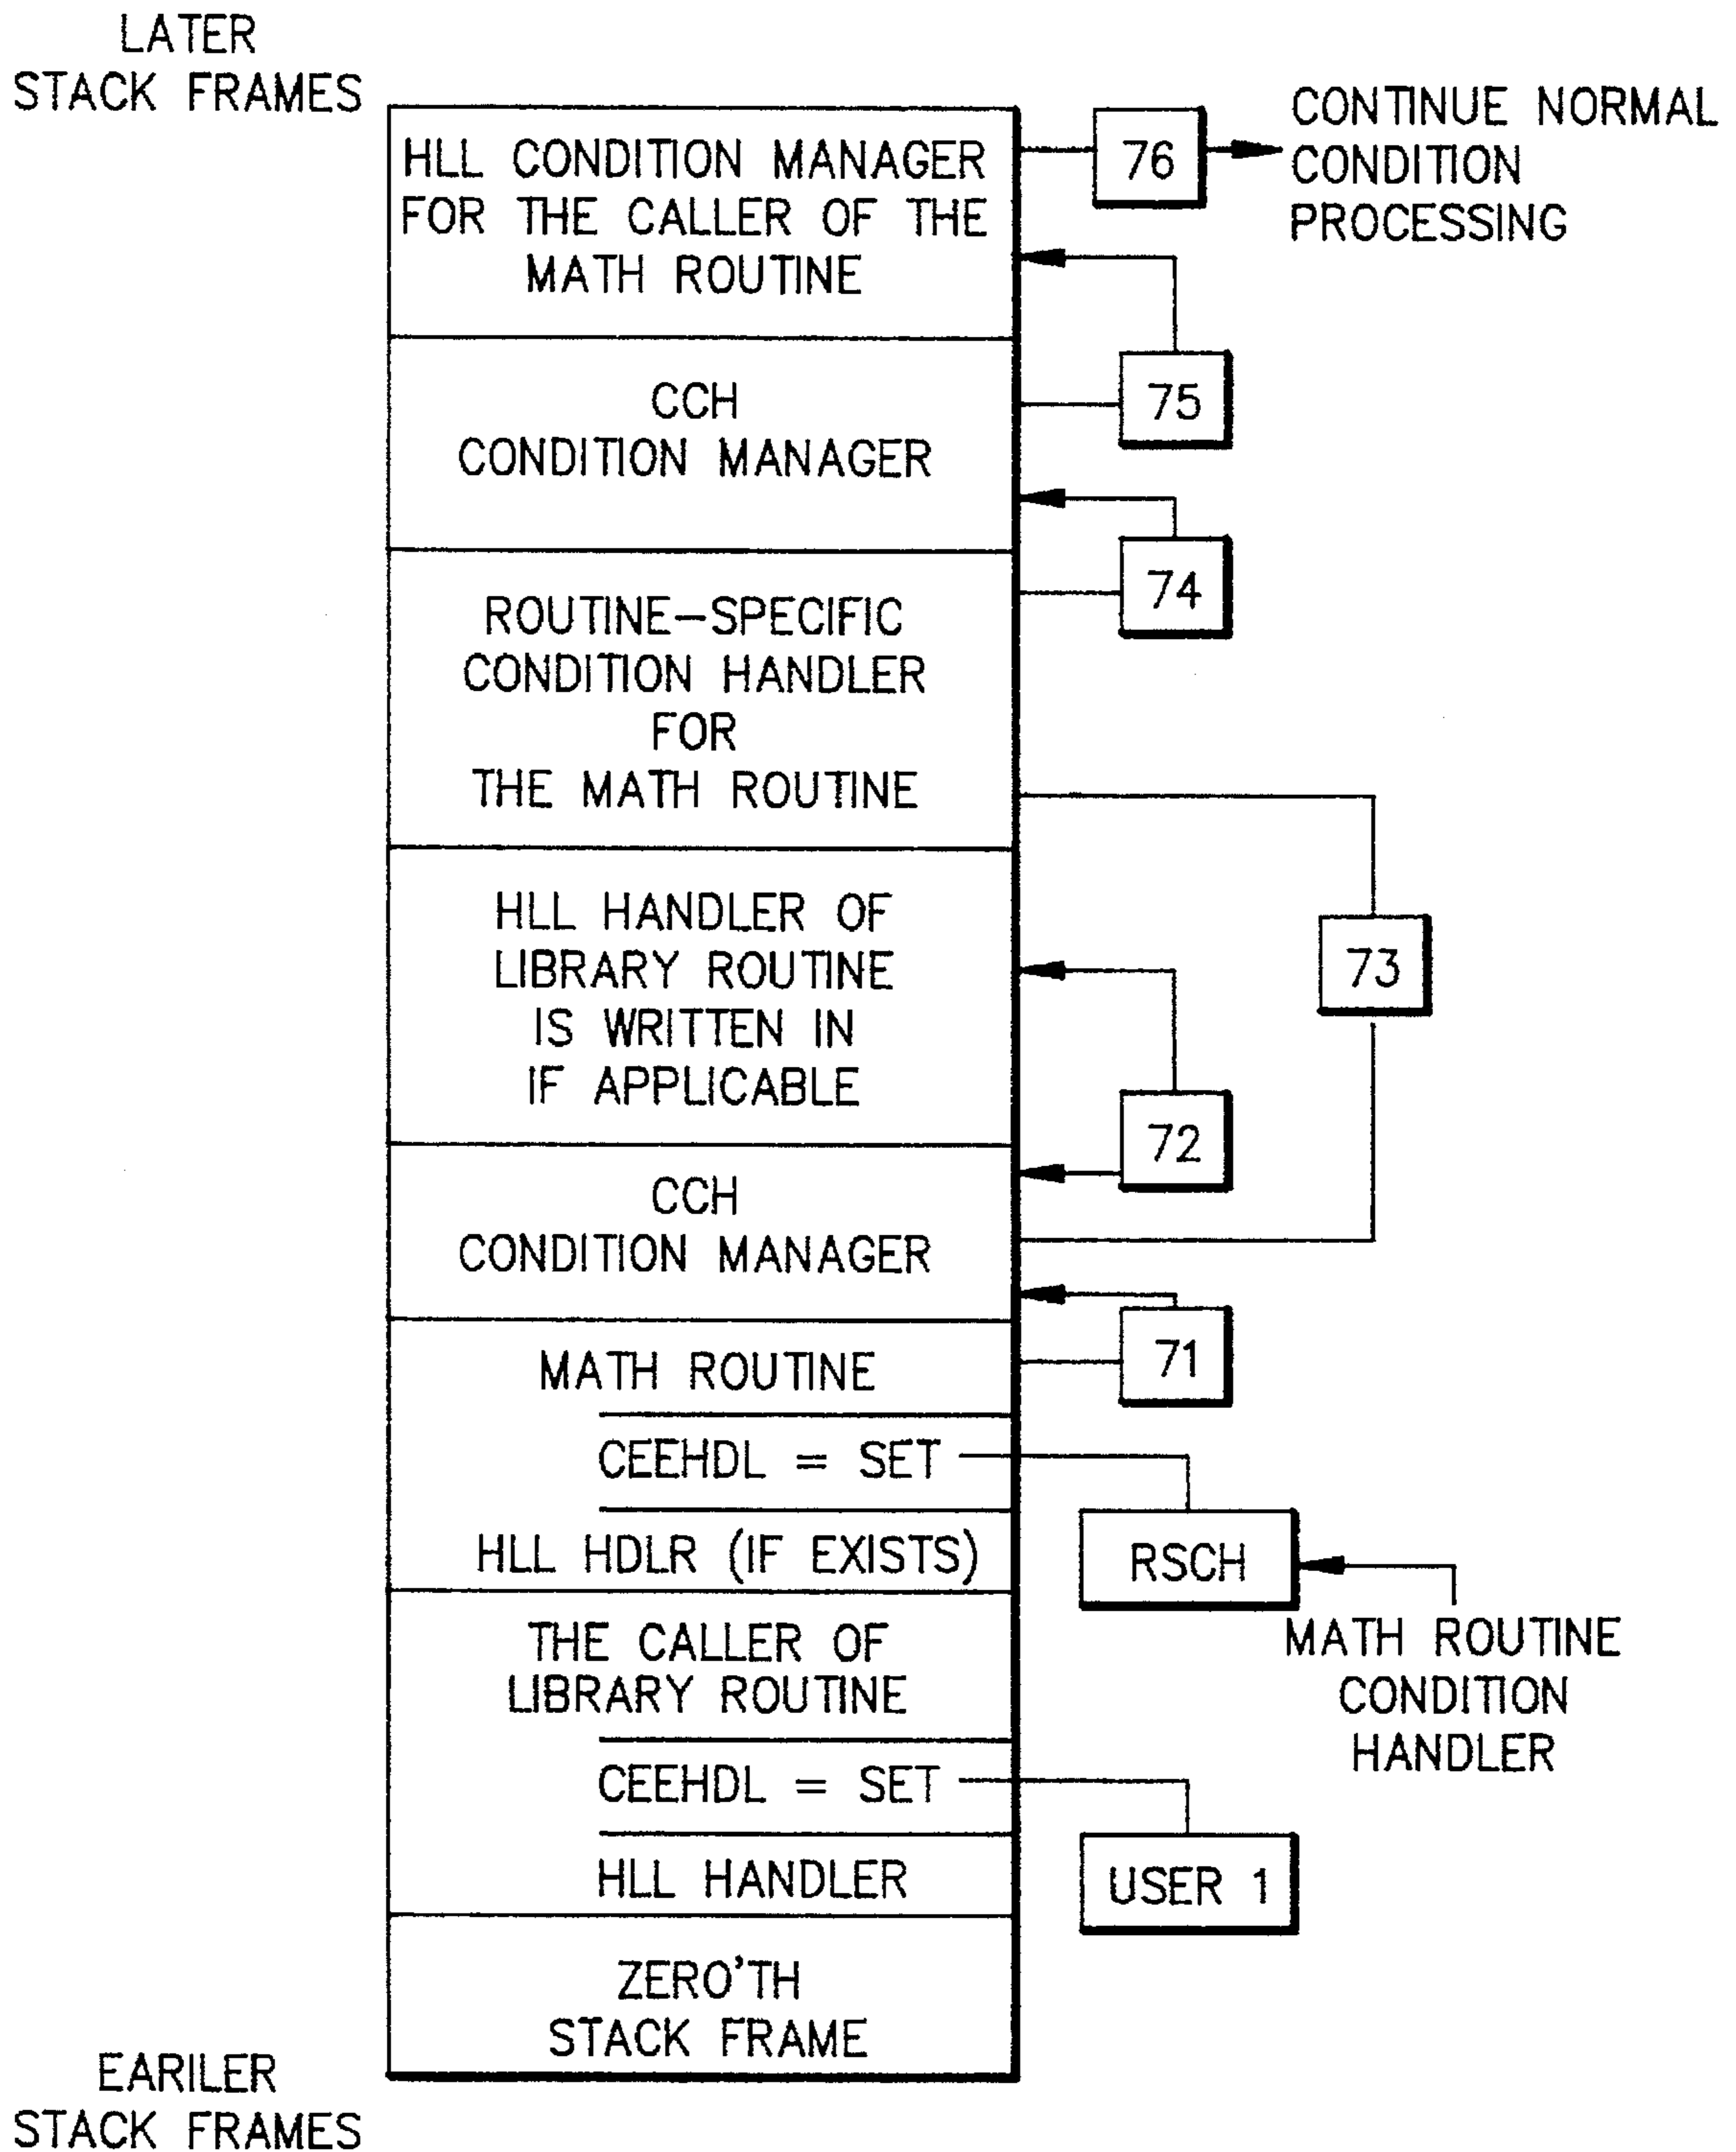 LATER
STACK FRAMES
HLL CONDITION MANAGER
FOR THE CALLER OF THE
MATH ROUTINE
76
CONTINUE NORMAL
CONDITION
PROCESSING
CCH
CONDITION MANAGER
75
74
ROUTINE-SPECIFIC
CONDITION HANDLER
FOR
THE MATH ROUTINE
HLL HANDLER OF
LIBRARY ROUTINE
IS WRITTEN IN
IF APPLICABLE
73
72
CCH
CONDITION MANAGER
MATH ROUTINE
71
CEEHDL = SET
HLL HDLR (IF EXISTS)
RSCH
MATH ROUTINE
CONDITION
HANDLER
THE CALLER OF
LIBRARY ROUTINE
CEEHDL = SET
HLL HANDLER
USER 1
ZERO'TH
STACK FRAME
EARILER
STACK FRAMES